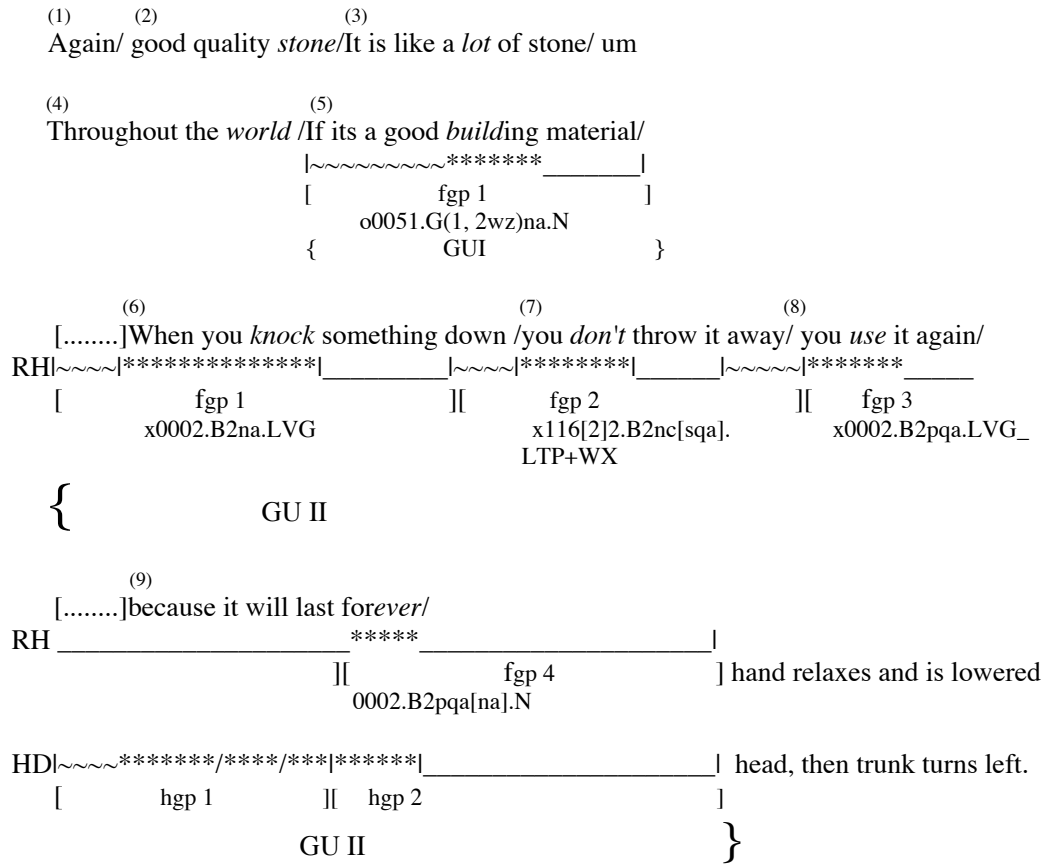 (1) (2) (3)
Again/ good quality stone/It is like a lot of stone/ um
(4) (5)
Throughout the world /If its a good building material/
|~~~~~~~~~*******_______|
[ fgp 1 ]
o0051.G(1, 2wz)na.N
{ GUI }
(6) (7) (8)
[........]When you knock something down /you don't throw it away/ you use it again/
RH|~~~~|**************|_________|~~~~|********|______|~~~~~|*******_____
[ fgp 1 ][ fgp 2 ][ fgp 3
x0002.B2na.LVG x116[2]2.B2nc[sqa]. x0002.B2pqa.LVG_
LTP+WX
{ GU II
(9)
[........]because it will last forever/
RH _____________________*****_____________________|
][ fgp 4 ] hand relaxes and is lowered
0002.B2pqa[na].N
HD|~~~~*******/****/***|******|_____________________| head, then trunk turns left.
[ hgp 1 ][ hgp 2 ]
GU II }